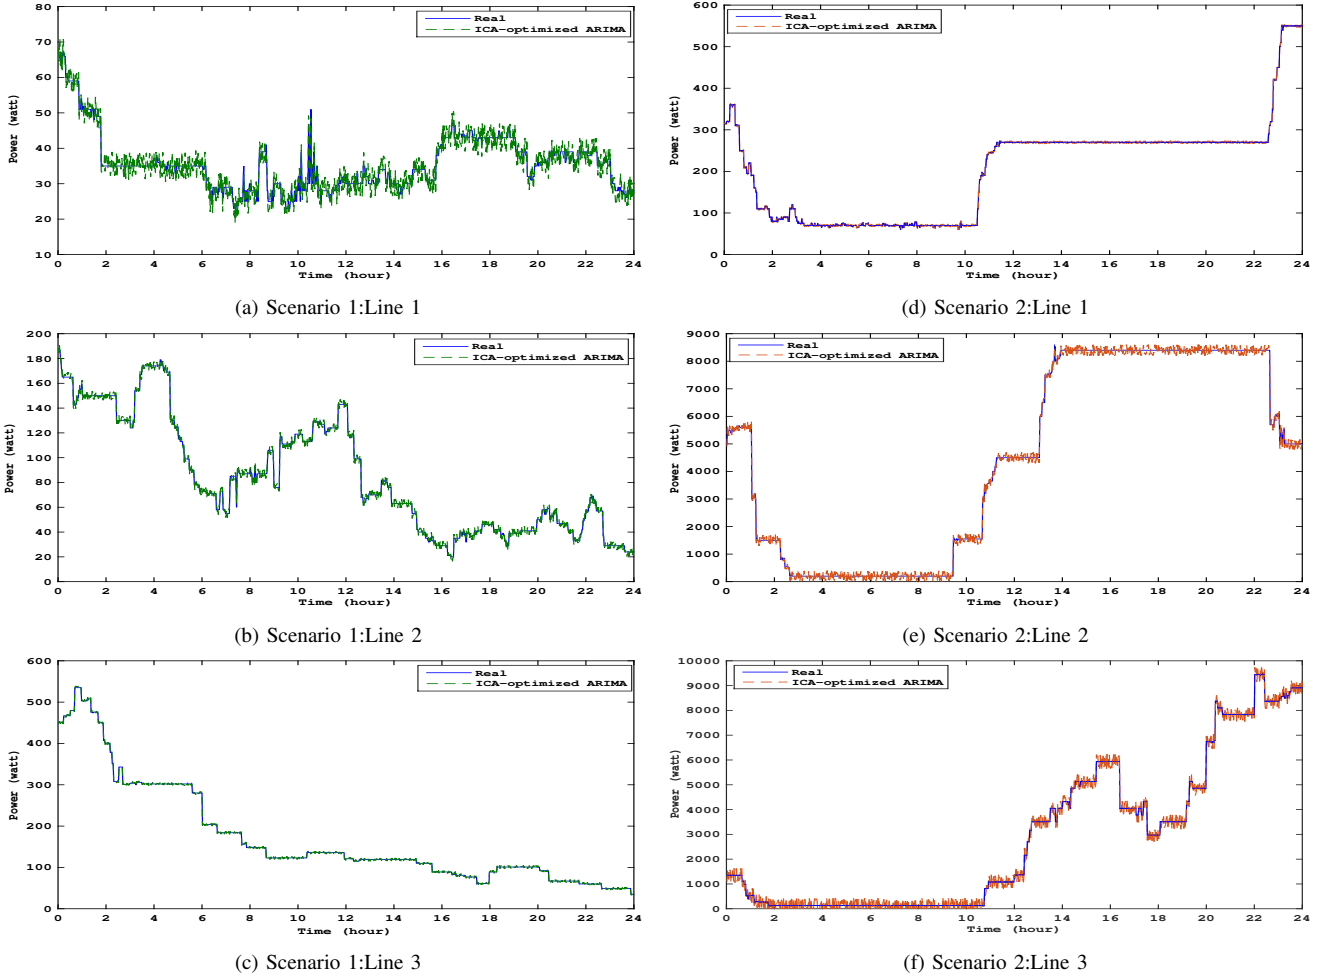 Real
ICA-optimized ARIMA
Power (watt)
80
70
60
50
40
30
20
10
0 2 4 6 8 10 12 14 16 18 20 22 24
Time (hour)
(a) Scenario 1:Line 1
Real
ICA-optimized ARIMA
Power (watt)
600
500
400
300
200
100
0
0 2 4 6 8 10 12 14 16 18 20 22 24
Time (hour)
(d) Scenario 2:Line 1
Real
ICA-optimized ARIMA
Power (watt)
200
180
160
140
120
100
80
60
40
20
0
0 2 4 6 8 10 12 14 16 18 20 22 24
Time (hour)
(b) Scenario 1:Line 2
Real
ICA-optimized ARIMA
Power (watt)
9000
8000
7000
6000
5000
4000
3000
2000
1000
0
0 2 4 6 8 10 12 14 16 18 20 22 24
Time (hour)
(e) Scenario 2:Line 2
Real
ICA-optimized ARIMA
Power (watt)
600
500
400
300
200
100
0
0 2 4 6 8 10 12 14 16 18 20 22 24
Time (hour)
(c) Scenario 1:Line 3
Real
ICA-optimized ARIMA
Power (watt)
10000
9000
8000
7000
6000
5000
4000
3000
2000
1000
0
0 2 4 6 8 10 12 14 16 18 20 22 24
Time (hour)
(f) Scenario 2:Line 3